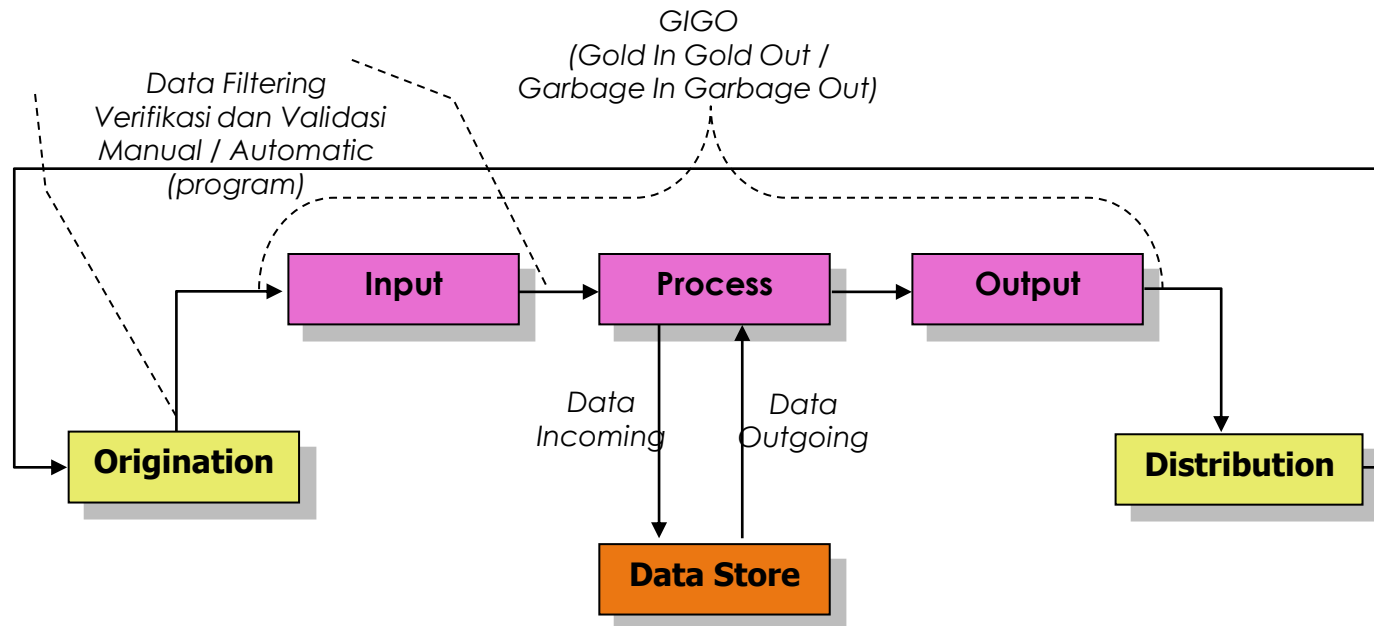 GIGO
(Gold In Gold Out /
Garbage In Garbage Out)
Data Filtering
Verifikasi dan Validasi
Manual / Automatic
(program)
Input
Process
Output
Data
Incoming
Data
Outgoing
Origination
Distribution
Data Store